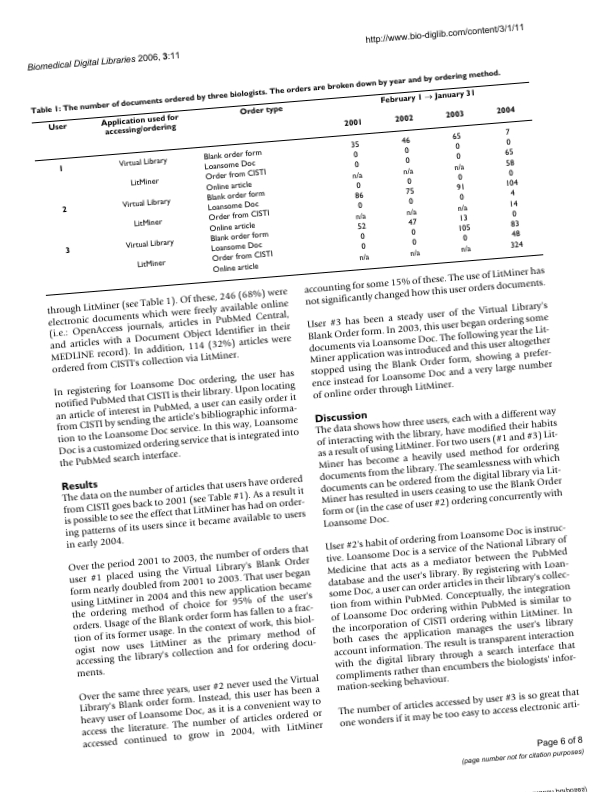 http://www.bio-diglib.com/content/3/1/11
Biomedical Digital Libraries 2006, 3:11
Table 1: The number of documents ordered by three biologists. The orders are broken down by year and by ordering method.
User Application used for accessing/ordering Order type February 1 → January 31
2001 2002 2003 2004
1 Virtual Library Blank order form 35 46 65 7
Loansome Doc 0 0 0 0
LitMiner Order from CISTI 0 0 0 65
Online article n/a n/a n/a 58
2 Virtual Library Blank order form 0 0 0 0
Loansome Doc 86 75 91 104
LitMiner Order from CISTI 0 0 0 4
Online article n/a n/a n/a 14
3 Virtual Library Blank order form 52 47 13 0
Loansome Doc 0 0 105 83
LitMiner Order from CISTI 0 0 0 48
Online article n/a n/a n/a 324
through LitMiner (see Table 1). Of these, 246 (68%) were
electronic documents which were freely available online
(i.e.: OpenAccess journals, articles in PubMed Central,
and articles with a Document Object Identifier in their
MEDLINE record). In addition, 114 (32%) articles were
ordered from CISTI's collection via LitMiner.
In registering for Loansome Doc ordering, the user has
notified PubMed that CISTI is their library. Upon locating
an article of interest in PubMed, a user can easily order it
from CISTI by sending the article's bibliographic informa-
tion to the Loansome Doc service. In this way, Loansome
Doc is a customized ordering service that is integrated into
the PubMed search interface.
Results
The data on the number of articles that users have ordered
from CISTI goes back to 2001 (see Table #1). As a result it
is possible to see the effect that LitMiner has had on order-
ing patterns of its users since it became available to users
in early 2004.
Over the period 2001 to 2003, the number of orders that
user #1 placed using the Virtual Library's Blank Order
form nearly doubled from 2001 to 2003. That user began
using LitMiner in 2004 and this new application became
the ordering method of choice for 95% of the user's
orders. Usage of the Blank order form has fallen to a frac-
tion of its former usage. In the context of work, this biol-
ogist now uses LitMiner as the primary method of
accessing the library's collection and for ordering docu-
ments.
Over the same three years, user #2 never used the Virtual
Library's Blank order form. Instead, this user has been a
heavy user of Loansome Doc, as it is a convenient way to
access the literature. The number of articles ordered or
accessed continued to grow in 2004, with LitMiner
accounting for some 15% of these. The use of LitMiner has
not significantly changed how this user orders documents.
User #3 has been a steady user of the Virtual Library's
Blank Order form. In 2003, this user began ordering some
documents via Loansome Doc. The following year the Lit-
Miner application was introduced and this user altogether
stopped using the Blank Order form, showing a prefer-
ence instead for Loansome Doc and a very large number
of online order through LitMiner.
Discussion
The data shows how three users, each with a different way
of interacting with the library, have modified their habits
as a result of using LitMiner. For two users (#1 and #3) Lit-
Miner has become a heavily used method for ordering
documents from the library. The seamlessness with which
documents can be ordered from the digital library via Lit-
Miner has resulted in users ceasing to use the Blank Order
form or (in the case of user #2) ordering concurrently with
Loansome Doc.
User #2's habit of ordering from Loansome Doc is instruc-
tive. Loansome Doc is a service of the National Library of
Medicine that acts as a mediator between the PubMed
database and the user's library. By registering with Loan-
some Doc, a user can order articles in their library's collec-
tion from within PubMed. Conceptually, the integration
of Loansome Doc ordering within PubMed is similar to
the incorporation of CISTI ordering within LitMiner. In
both cases the application manages the user's library
account information. The result is transparent interaction
with the digital library through a search interface that
compliments rather than encumbers the biologists' infor-
mation-seeking behaviour.
The number of articles accessed by user #3 is so great that
one wonders if it may be too easy to access electronic arti-
Page 6 of 8
(page number not for citation purposes)